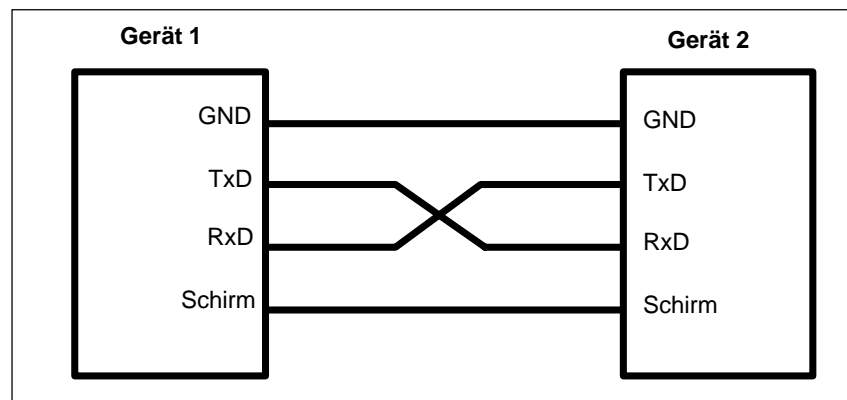 Gerät 1
Gerät 2
GND
GND
TxD
TxD
RxD
RxD
Schirm
Schirm